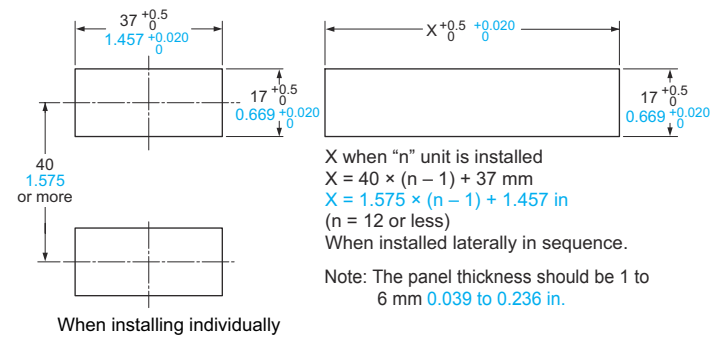 37 +0.5 0
1.457 +0.020 0
17 +0.5 0
0.669 +0.020 0
40
1.575
or more
When installing individually
X +0.5 0 +0.020 0
17 +0.5 0
0.669 +0.020 0
X when “n” unit is installed
X = 40 × (n – 1) + 37 mm
X = 1.575 × (n – 1) + 1.457 in
(n = 12 or less)
When installed laterally in sequence.
Note: The panel thickness should be 1 to
6 mm 0.039 to 0.236 in.